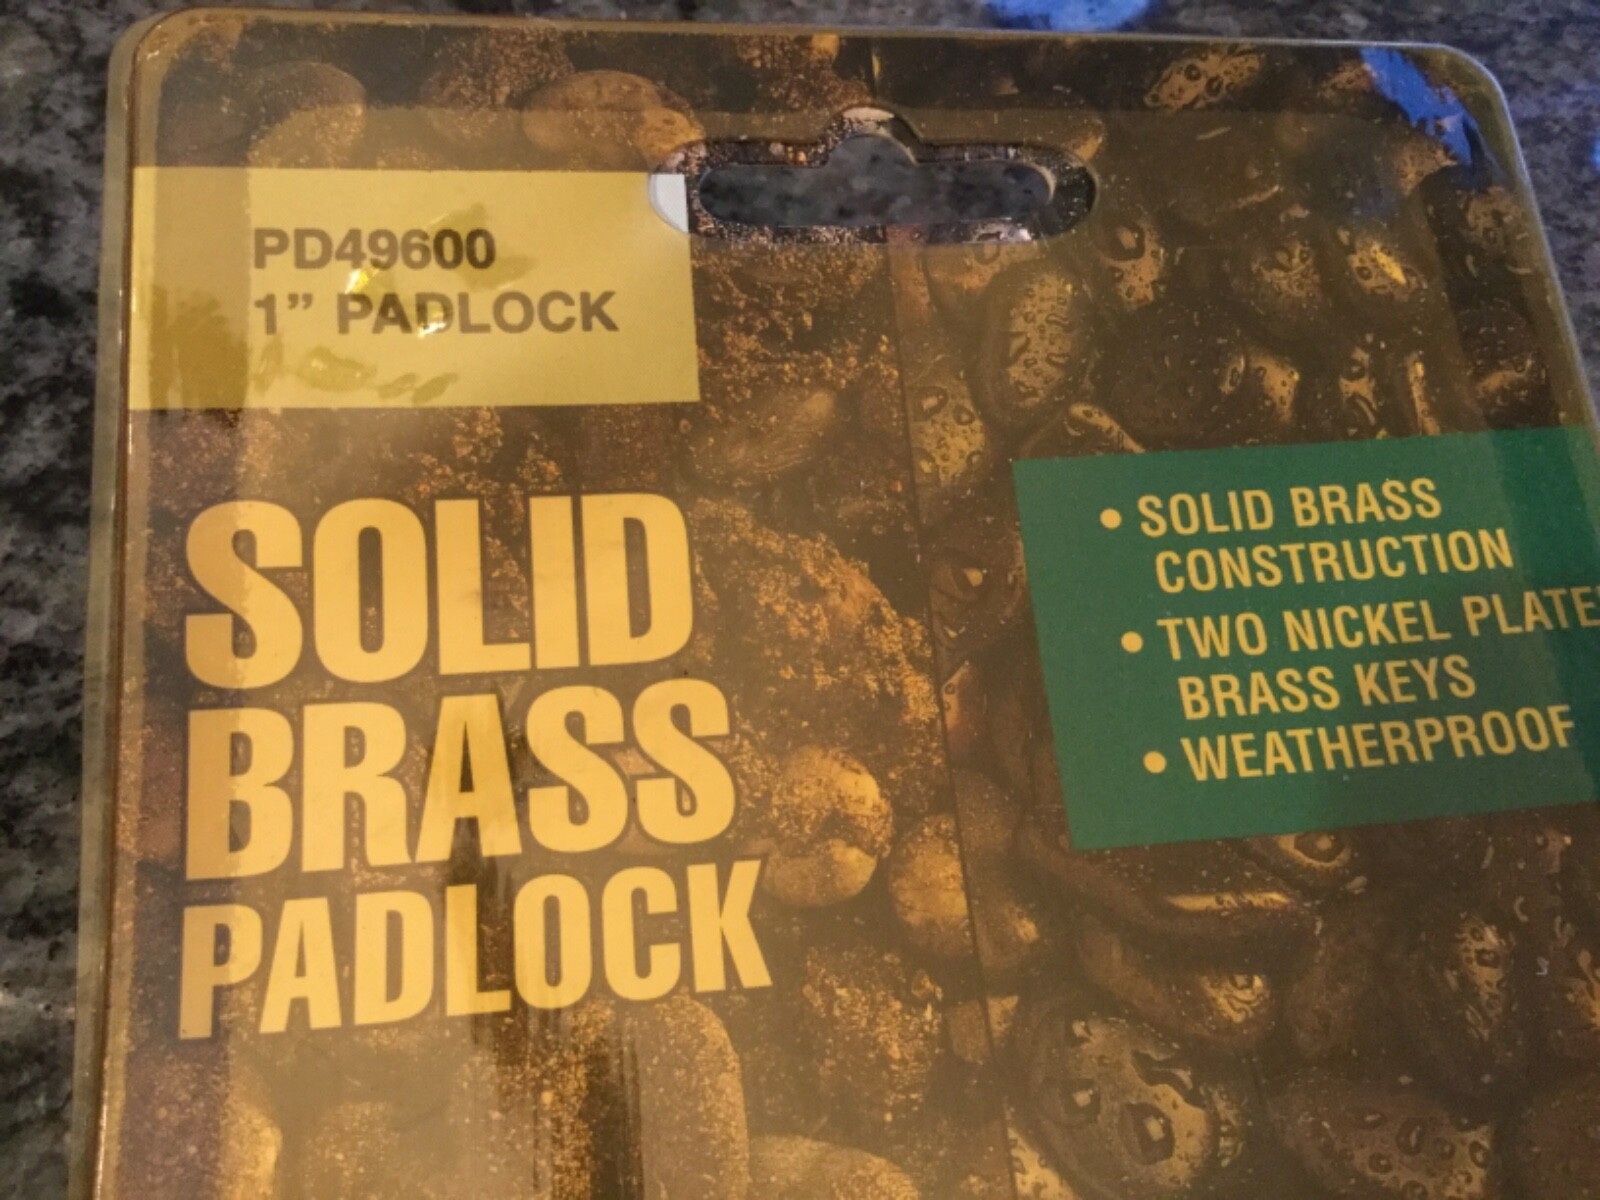 PD49600
1” PADLOCK
SOLID
BRASS
PADLOCK
• SOLID BRASS
CONSTRUCTION
• TWO NICKEL PLATE
BRASS KEYS
• WEATHERPROOF